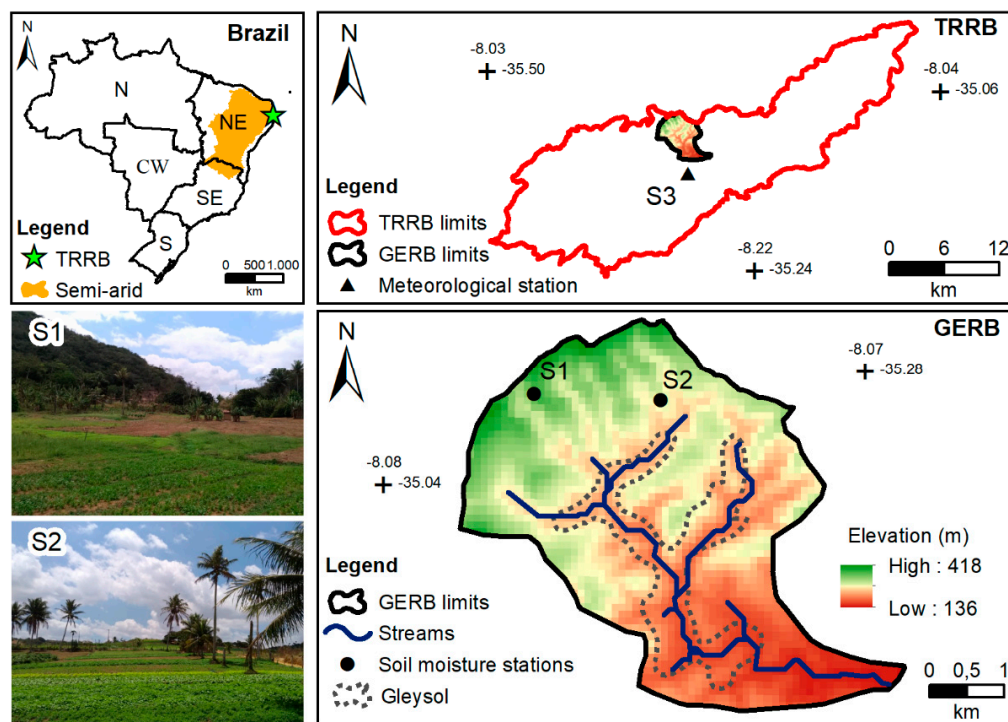 N
Brazil
N
NE
CW
SE
S
Legend
TRRB
Semi-arid
0 5001.000
km
TRRB
N
-8.03
-35.50
-8.04
-35.06
S3
-8.22
-35.24
Legend
TRRB limits
GERB limits
Meteorological station
0 6 12
km
S1
S2
GERB
N
-8.07
-35.28
S1
S2
-8.08
-35.04
Elevation (m)
High : 418
Low : 136
Legend
GERB limits
Streams
Soil moisture stations
Gleysol
0 0,5 1
km